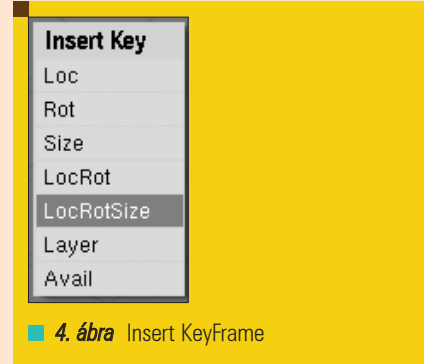 Insert Key
Loc
Rot
Size
LocRot
LocRotSize
Layer
Avail
4. ábra Insert KeyFrame